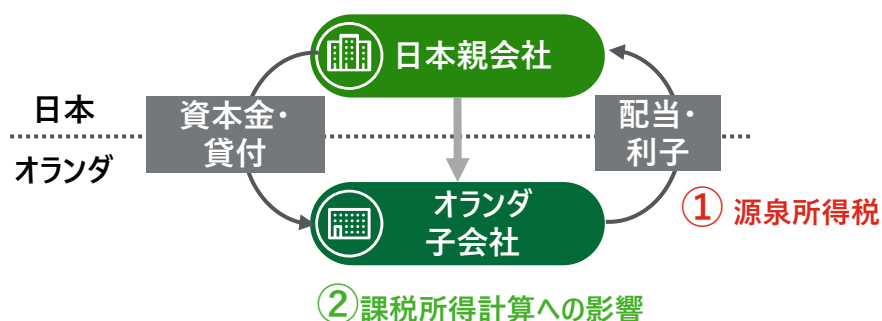 日本親会社
日本
資本金・
貸付
配当・
利子
オランダ
オランダ
子会社
① 源泉所得税
②課税所得計算への影響